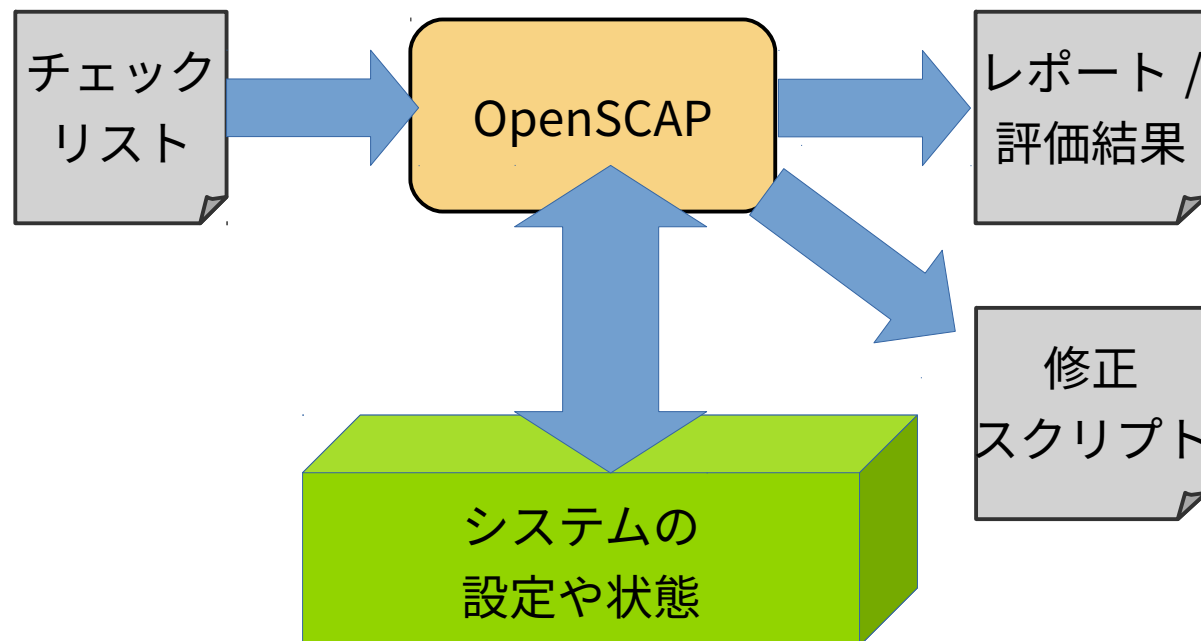 チェック
リスト
OpenSCAP
レポート /
評価結果
修正
スクリプト
システムの
設定や状態